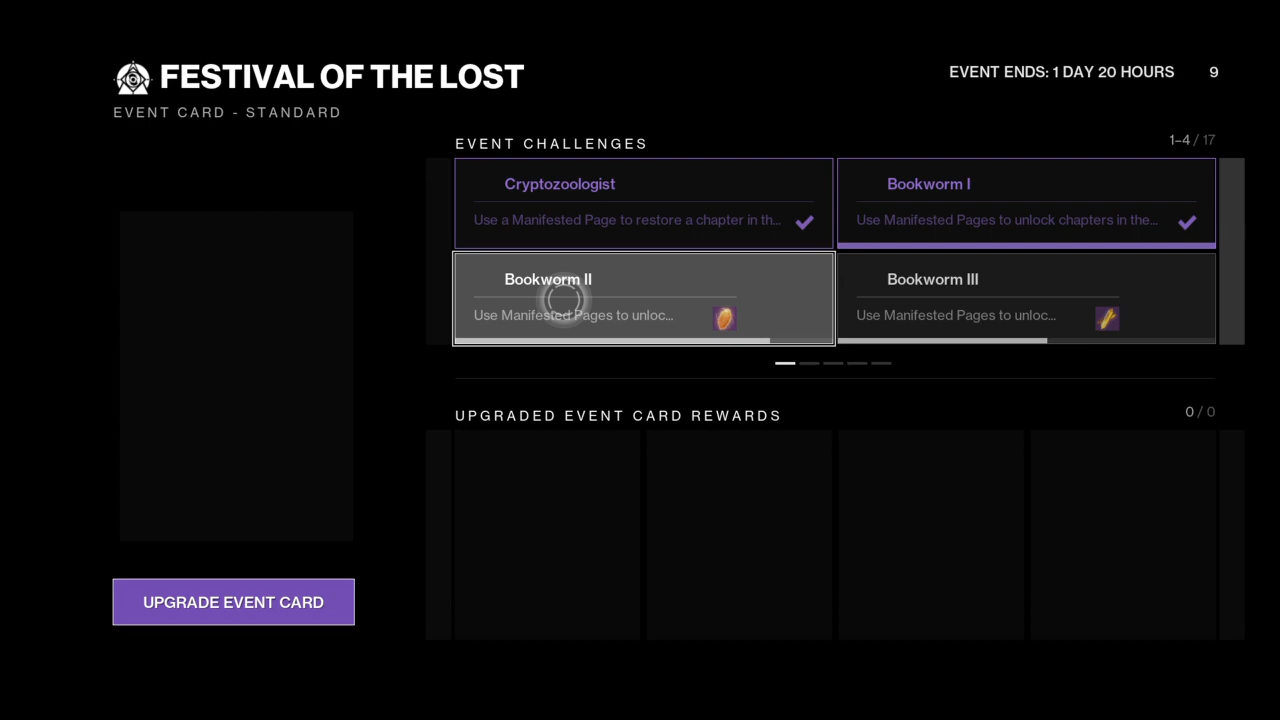 FESTIVAL OF THE LOST
EVENT ENDS: 1 DAY 20 HOURS 9
EVENT CARD - STANDARD
EVENT CHALLENGES
1–4 / 17
Cryptozoologist
Use a Manifested Page to restore a chapter in th...
Bookworm I
Use Manifested Pages to unlock chapters in the...
Bookworm II
Use Manifested Pages to unloc...
Bookworm III
Use Manifested Pages to unloc...
UPGRADED EVENT CARD REWARDS
0 / 0
UPGRADE EVENT CARD